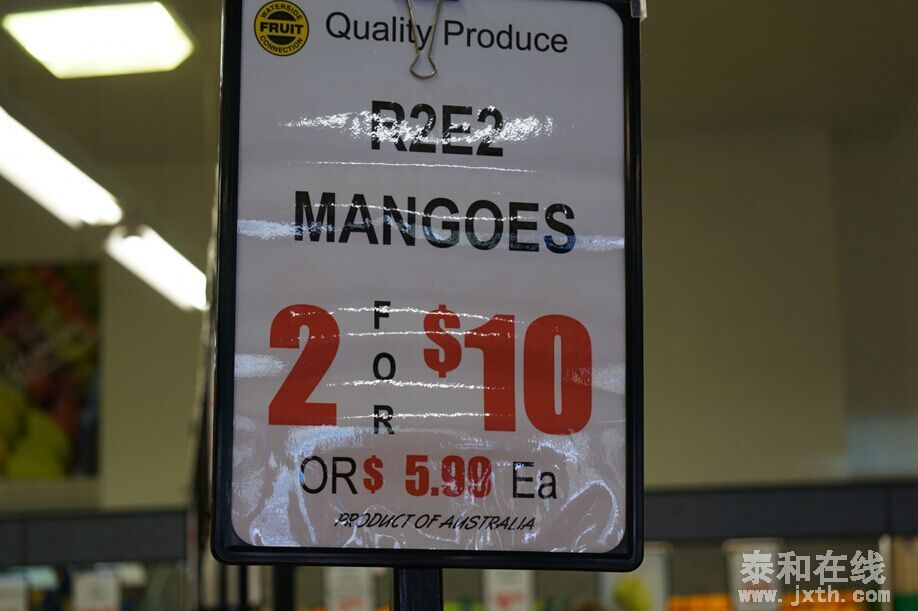 WATERSIDE
FRUIT
CONNECTION
Quality Produce
R2E2
MANGOES
2 FOR $10
OR $ 5.99 Ea
PRODUCT OF AUSTRALIA
泰和在线
www.jxth.com